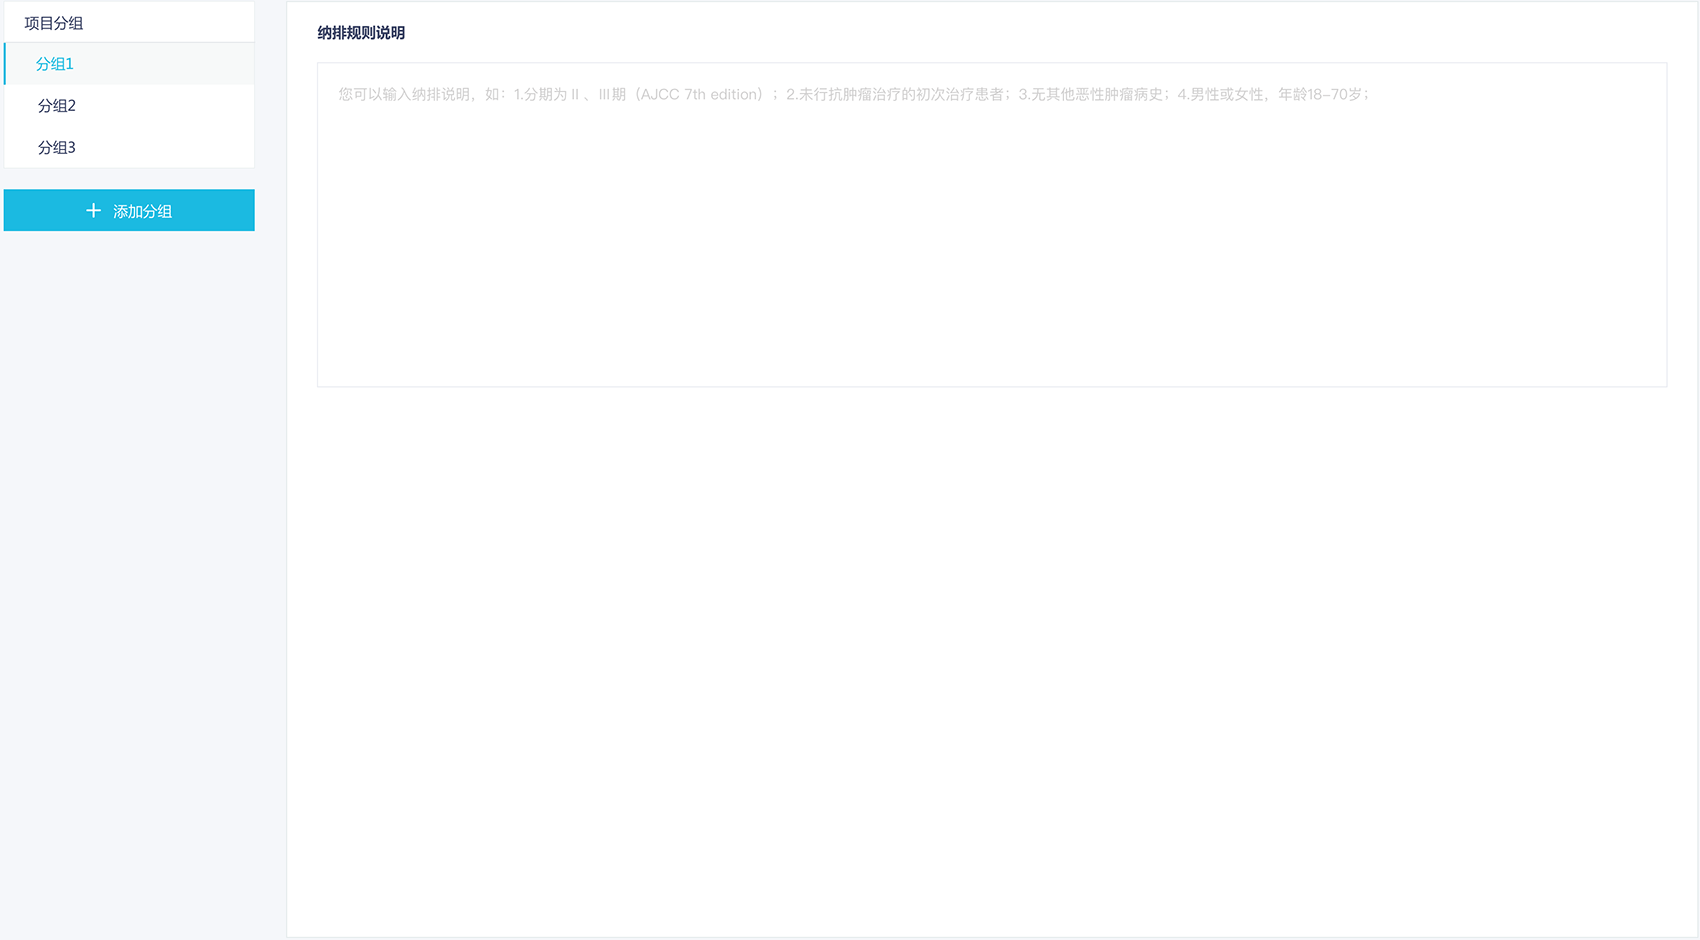 项目分组
分组1
分组2
分组3
添加分组
纳排规则说明
您可以输入纳排说明，如：1.分期为Ⅱ、III期（AJCC 7th edition）；2.未行抗肿瘤治疗的初次治疗患者；3.无其他恶性肿瘤病史；4.男性或女性，年龄18-70岁；